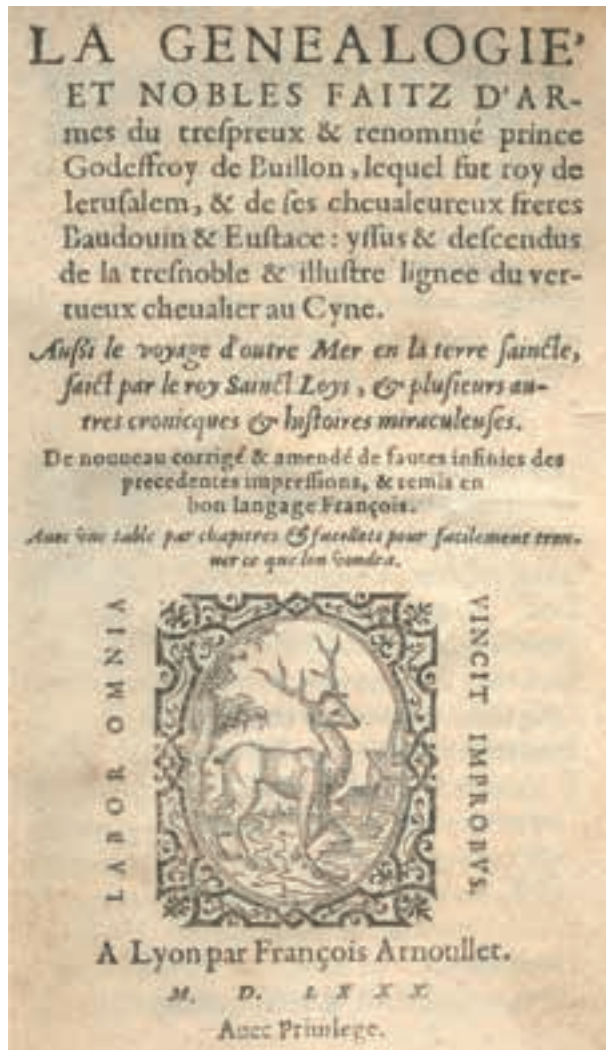 LA GENEALOGIE,
ET NOBLES FAITZ D'AR-
mes du treſpreux & renommé prince
Godeffroy de Buillon, lequel fut roy de
Ieruſalem, & de ſes cheualeureux freres
Baudouin & Euſtace: yſſus & deſcendus
de la treſnoble & illuſtre lignee du ver-
tueux cheualier au Cyne.
Auſſi le voyage d'outre Mer en la terre ſaincte,
faict par le roy Sainct Loys, & pluſieurs au-
tres cronicques & hiſtoires miraculeuſes.
De nouueau corrigé & amendé de fautes infinies des
precedentes impreſſions, & remis en
bon langage François.
Auec vne table par chapitres & fueillets pour facilement trou-
uer ce que lon voudra.
LABOR OMNIA
VINCIT IMPROBVS.
A Lyon par François Arnoullet.
M. D. LXXX.
Auec Priuilege.